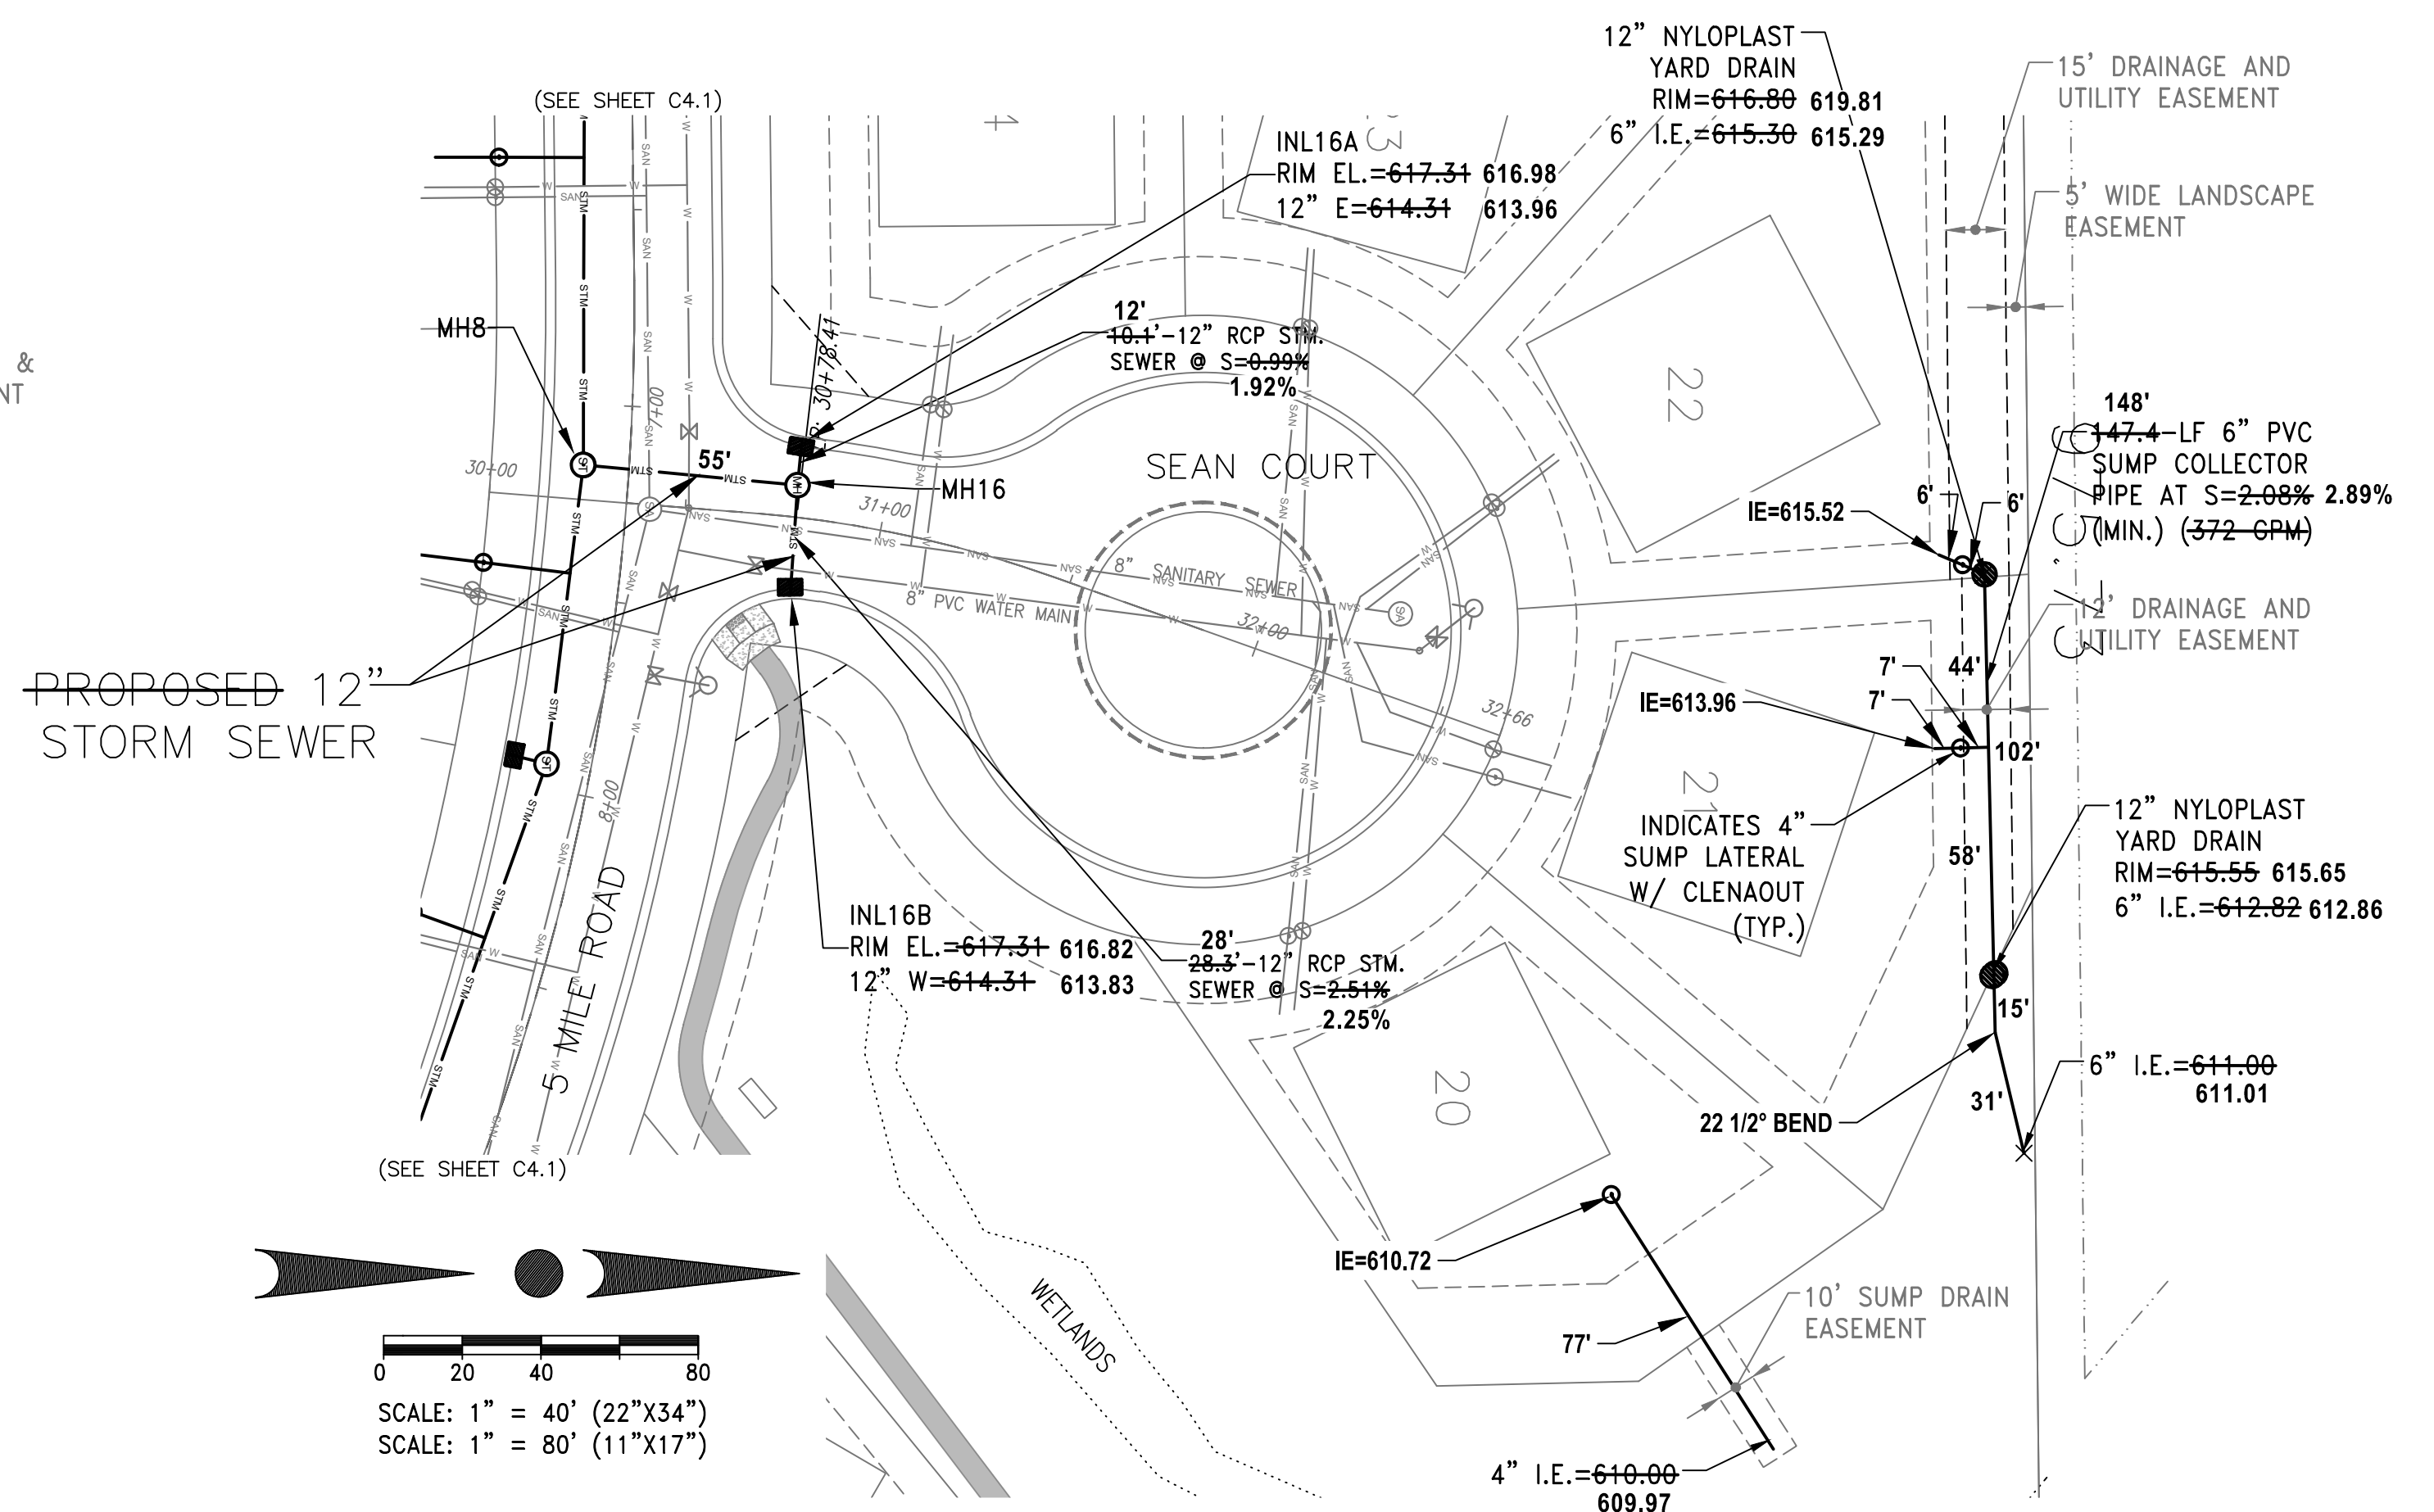 12” NYLOPLAST
YARD DRAIN
RIM=616.80 619.81
6” I.E.=615.30 615.29
15' DRAINAGE AND
UTILITY EASEMENT
5' WIDE LANDSCAPE
EASEMENT
(SEE SHEET C4.1)
INL16A
RIM EL.=617.31 616.98
12” E=614.31 613.96
MH8
12'
10.1'-12” RCP STM.
SEWER @ S=0.99%
1.92%
30+78.41
7+00
30+00
55'
MH16
31+00
SEAN COURT
22
148'
147.4-LF 6” PVC
SUMP COLLECTOR
PIPE AT S=2.08% 2.89%
(MIN.) (372 GPM)
6'
6'
IE=615.52
&
NT
8” SANITARY SEWER
8” PVC WATER MAIN
32+00
12' DRAINAGE AND
UTILITY EASEMENT
PROPOSED 12”
STORM SEWER
7'
44'
7'
IE=613.96
32+66
102'
21
INDICATES 4”
SUMP LATERAL
W/ CLENAOUT
(TYP.)
58'
12” NYLOPLAST
YARD DRAIN
RIM=615.55 615.65
6” I.E.=612.82 612.86
8+00
5 MILE ROAD
INL16B
RIM EL.=617.31 616.82
12” W=614.31 613.83
28'
28.3'-12” RCP STM.
SEWER @ S=2.51%
2.25%
15'
6” I.E.=611.00
611.01
31'
22 1/2° BEND
20
(SEE SHEET C4.1)
IE=610.72
WETLANDS
10' SUMP DRAIN
EASEMENT
77'
0 20 40 80
SCALE: 1” = 40' (22”X34”)
SCALE: 1” = 80' (11”X17”)
4” I.E.=610.00
609.97